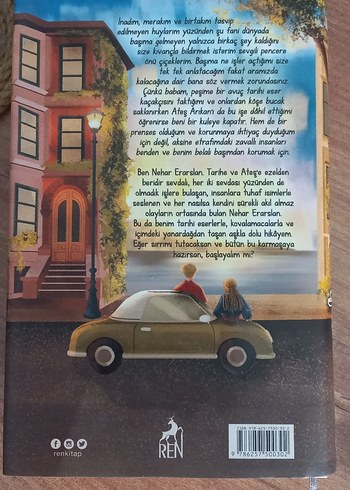 İnadım, merakım ve birtakım tasvip
edilmeyen huylarım yüzünden şu fani dünyada
başıma gelmeyen yalnızca birkaç şey kaldığını
size kıvançla bildirmek isterim sevgili pencere
önü çiçeklerim. Başıma ne işler açtığımı size
tek tek anlatacağım fakat aramızda
kalacağına dair bana söz vermek zorundasınız.
Çünkü babam, peşime bir avuç tarihi eser
kaçakçısı taktığımı ve onlardan köşe bucak
saklanırken Ateş Arıkan'ı da bu işe dâhil ettiğimi
öğrenirse beni bir kuleye kapatır. Hem de bir
prenses olduğum ve korunmaya ihtiyaç duyduğum
için değil, aksine etrafımdaki zavallı insanları
benden ve benim belalı başımdan korumak için.
Ben Nehar Erarslan. Tarihe ve Ateş'e ezelden
beridir sevdalı, her iki sevdası yüzünden de
olmadık işlere bulaşan, insanlara tuhaf isimlerle
seslenen ve her nasılsa kendini sürekli akıl almaz
olayların ortasında bulan Nehar Erarslan.
Bu da benim tarihi eserlerle, kovalamacalarla ve
içimdeki yanardağdan taşan aşkla dolu hikâyem.
Eğer sırrımı tutacaksan ve bütün bu karmaşaya
hazırsan, başlayalım mı?
renkitap
REN
9 786257 500302